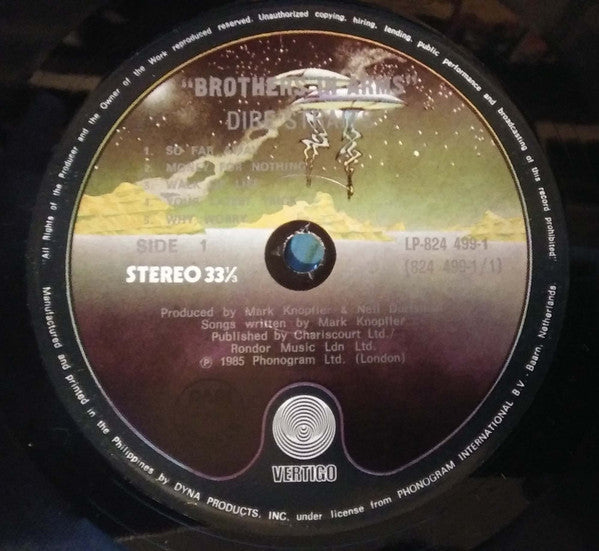 "All Rights of the Producer and the Owner of the Work reproduced reserved. Unauthorized copying, hiring, lending, public performance and broadcasting of this record prohibited"
"BROTHERS IN ARMS"
DIRE STRAITS
1. SO FAR AWAY
2. MONEY FOR NOTHING
3. WALK OF LIFE
4.
5. WHY WORRY
SIDE 1
LP-824 499-1
STEREO 33⅓
(824 499-1/1)
Produced by Mark Knopfler & Neil
Songs written by Mark Knopfler
Published by Chariscourt Ltd./
Rondor Music Ldn Ltd.
℗ 1985 Phonogram Ltd. (London)
VERTIGO
Manufactured and printed in the Philippines by DYNA PRODUCTS, INC. under license from PHONOGRAM INTERNATIONAL B.V. Baarn, Netherlands.